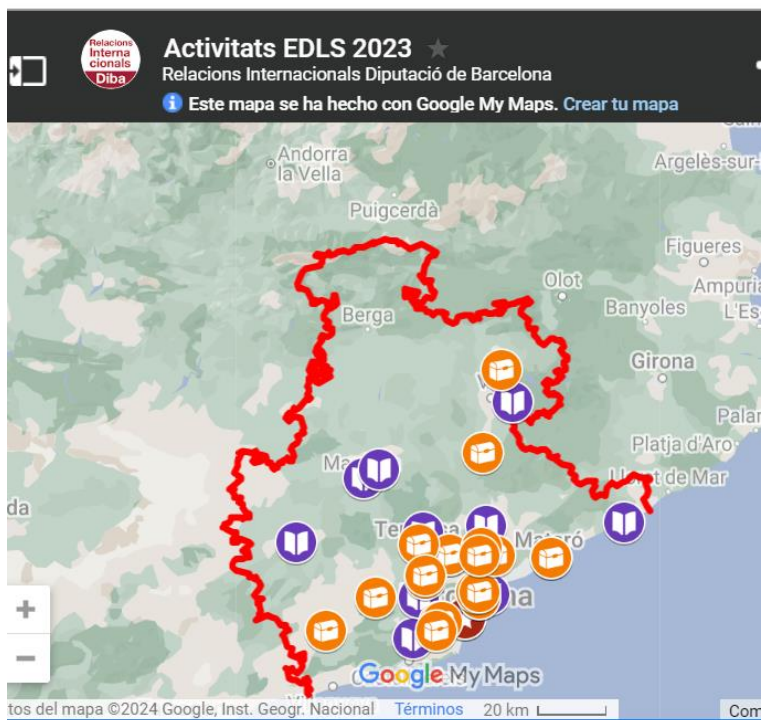 Relacions
Interna
cionals
Diba
Activitats EDLS 2023
Relacions Internacionals Diputació de Barcelona
Este mapa se ha hecho con Google My Maps. Crear tu mapa
Andorra
la Vella
Argelès-sur-
Puigcerdà
Figueres
Olot
Ampuria
Banyoles
L'Es
Berga
Girona
Palar
Platja d'Aro
Lloret de Mar
da
Mataró
+
−
Google My Maps
tos del mapa ©2024 Google, Inst. Geogr. Nacional
Términos
20 km
Com